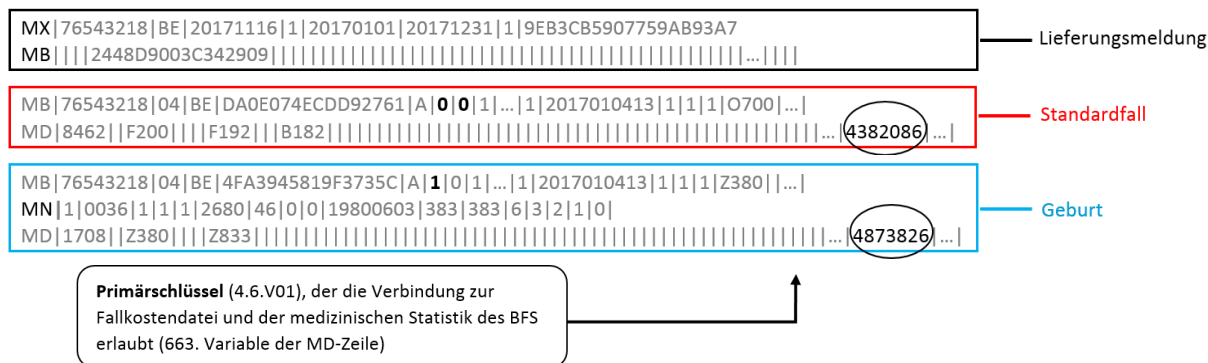 MX|76543218|BE|20171116|1|20170101|20171231|1|9EB3CB5907759AB93A7
MB||||2448D9003C342909||||||||||||||||||||||||||||||||||||||||||||||||...||||
Lieferungsmeldung
MB|76543218|04|BE|DA0E074ECDD92761|A|0|0|1|...|1|2017010413|1|1|1|O700|...|
MD|8462||F200||||F192|||B182||||||||||||||||||||||||||||||||||||||||||||||||||...|4382086|...|
Standardfall
MB|76543218|04|BE|4FA3945819F3735C|A|1|0|1|...|1|2017010413|1|1|1|Z380||...|
MN|1|0036|1|1|1|2680|46|0|0|19800603|383|383|6|3|2|1|0|
MD|1708||Z380||||Z833||||||||||||||||||||||||||||||||||||||||||||||||||||||||||...|4873826|...|
Geburt
Primärschlüssel (4.6.V01), der die Verbindung zur
Fallkostendatei und der medizinischen Statistik des BFS
erlaubt (663. Variable der MD-Zeile)